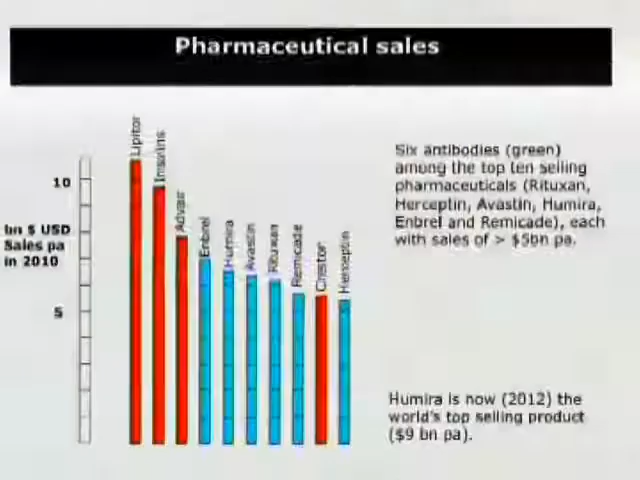 Pharmaceutical sales
Lipitor
Insulins
Advair
Enbrel
Humira
Avastin
Rituxan
Remicade
Crestor
Herceptin
10
bn $ USD
Sales pa
in 2010
5
Six antibodies (green)
among the top ten selling
pharmaceuticals (Rituxan,
Herceptin, Avastin, Humira,
Enbrel and Remicade), each
with sales of > $5bn pa.
Humira is now (2012) the
world's top selling product
($9 bn pa).